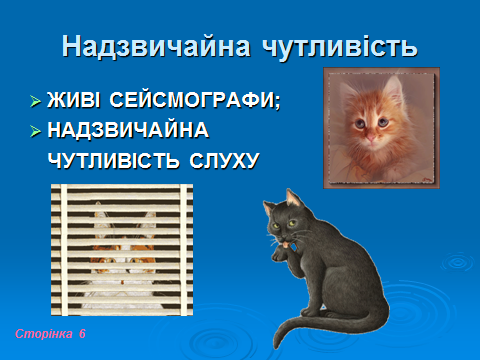 Надзвичайна чутливість
ЖИВІ СЕЙСМОГРАФИ;
НАДЗВИЧАЙНА
ЧУТЛИВІСТЬ СЛУХУ
Сторінка 6